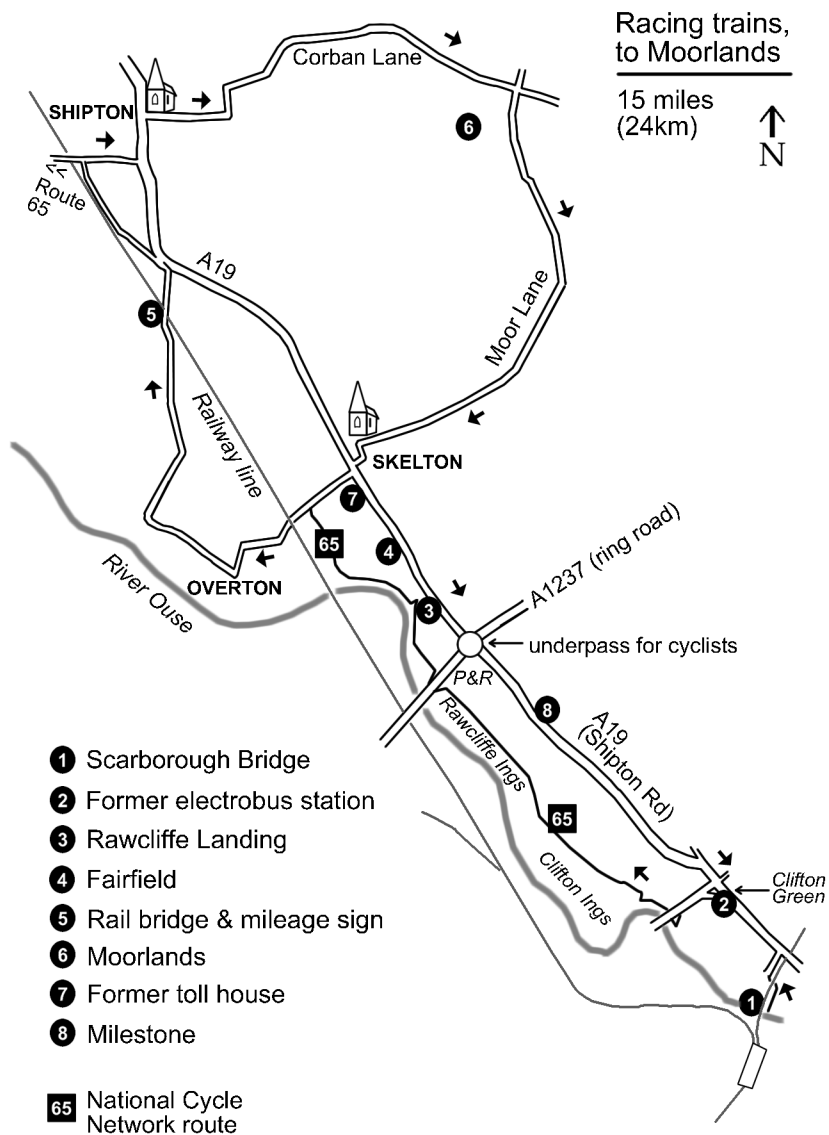 Racing trains,
to Moorlands
15 miles
(24km)
N
Corban Lane
SHIPTON
6
<<
Route
65
A19
5
Moor Lane
Railway line
SKELTON
7
65
4
OVERTON
River Ouse
3
A1237 (ring road)
underpass for cyclists
P&R
8
Rawcliffe Ings
A19
(Shipton Rd)
65
Clifton Ings
Clifton
Green
2
1
1 Scarborough Bridge
2 Former electrobus station
3 Rawcliffe Landing
4 Fairfield
5 Rail bridge & mileage sign
6 Moorlands
7 Former toll house
8 Milestone
65 National Cycle
Network route